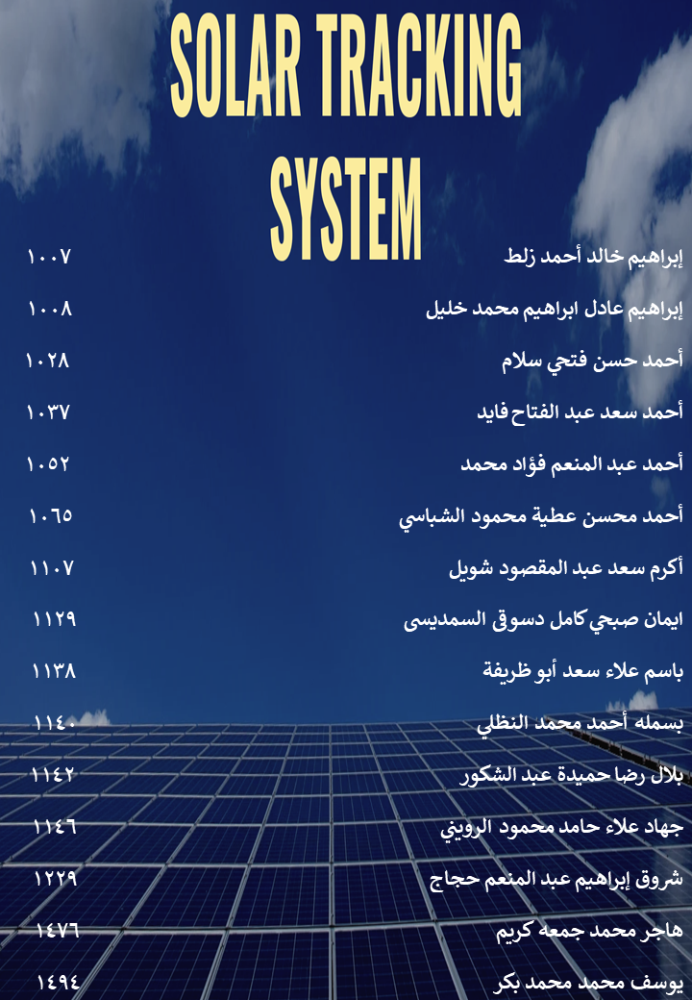 SOLAR TRACKING
SYSTEM
إبراهيم خالد أحمد زلط ١٠٠٧
إبراهيم عادل ابراهيم محمد خليل ١٠٠٨
أحمد حسن فتحي سلام ١٠٢٨
أحمد سعد عبد الفتاح فايد ١٠٣٧
أحمد عبد المنعم فؤاد محمد ١٠٥٢
أحمد محسن عطية محمود الشباسي ١٠٦٥
أكرم سعد عبد المقصود شويل ١١٠٧
ايمان صبحي كامل دسوقى السمديسى ١١٢٩
باسم علاء سعد أبو ظريفة ١١٣٨
بسمله أحمد محمد النظلي ١١٤٠
بلال رضا حميدة عبد الشكور ١١٤٢
جهاد علاء حامد محمود الرويني ١١٤٦
شروق إبراهيم عبد المنعم حجاج ١٢٢٩
هاجر محمد جمعه كريم ١٤٧٦
يوسف محمد محمد بكر ١٤٩٤